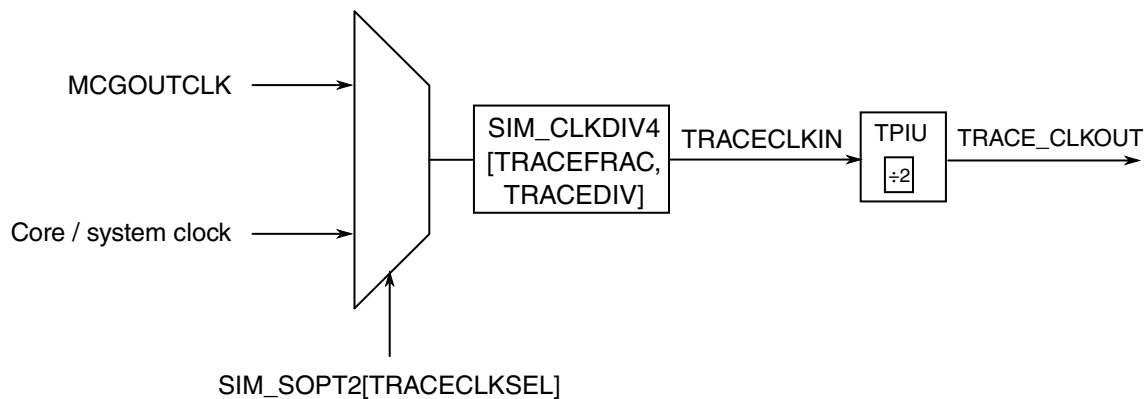 MCGOUTCLK
Core / system clock
SIM_SOPT2[TRACECLKSEL]
SIM_CLKDIV4
[TRACEFRAC,
TRACEDIV]
TRACECLKIN
TPIU
÷2
TRACE_CLKOUT